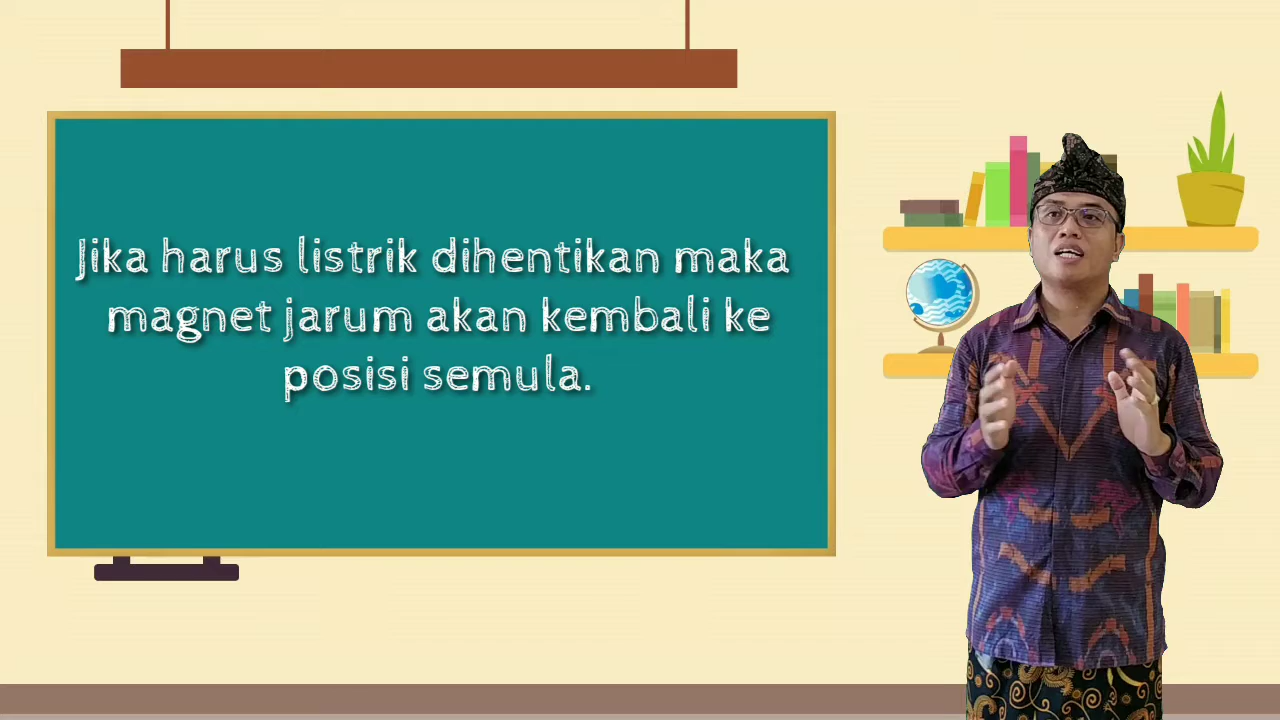 Jika harus listrik dihentikan maka
magnet jarum akan kembali ke
posisi semula.